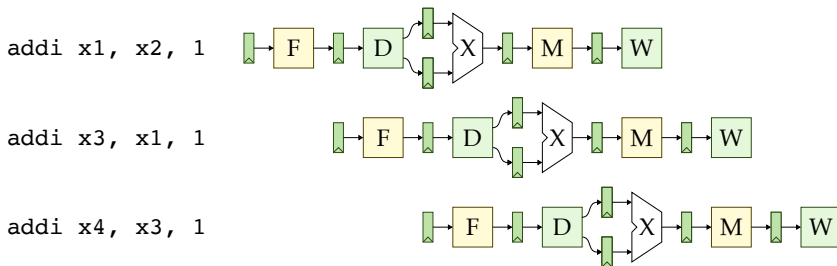 addi x1, x2, 1 F D X M W
addi x3, x1, 1 F D X M W
addi x4, x3, 1 F D X M W